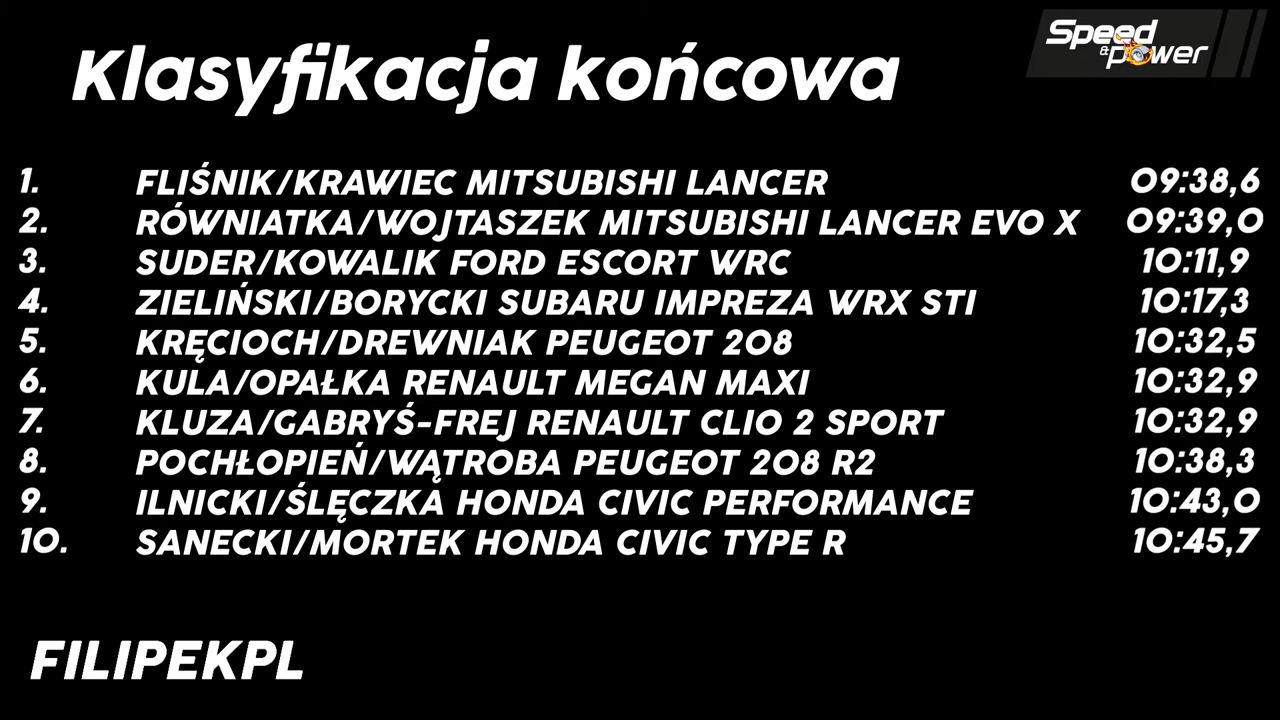 Speed
& power
Klasyfikacja końcowa
1. FLIŚNIK/KRAWIEC MITSUBISHI LANCER 09:38,6
2. RÓWNIATKA/WOJTASZEK MITSUBISHI LANCER EVO X 09:39,0
3. SUDER/KOWALIK FORD ESCORT WRC 10:11,9
4. ZIELIŃSKI/BORYCKI SUBARU IMPREZA WRX STI 10:17,3
5. KRĘCIOCH/DREWNIAK PEUGEOT 208 10:32,5
6. KULA/OPAŁKA RENAULT MEGAN MAXI 10:32,9
7. KLUZA/GABRYŚ-FREJ RENAULT CLIO 2 SPORT 10:32,9
8. POCHŁOPIEŃ/WĄTROBA PEUGEOT 208 R2 10:38,3
9. ILNICKI/ŚLĘCZKA HONDA CIVIC PERFORMANCE 10:43,0
10. SANECKI/MORTEK HONDA CIVIC TYPE R 10:45,7
FILIPEKPL